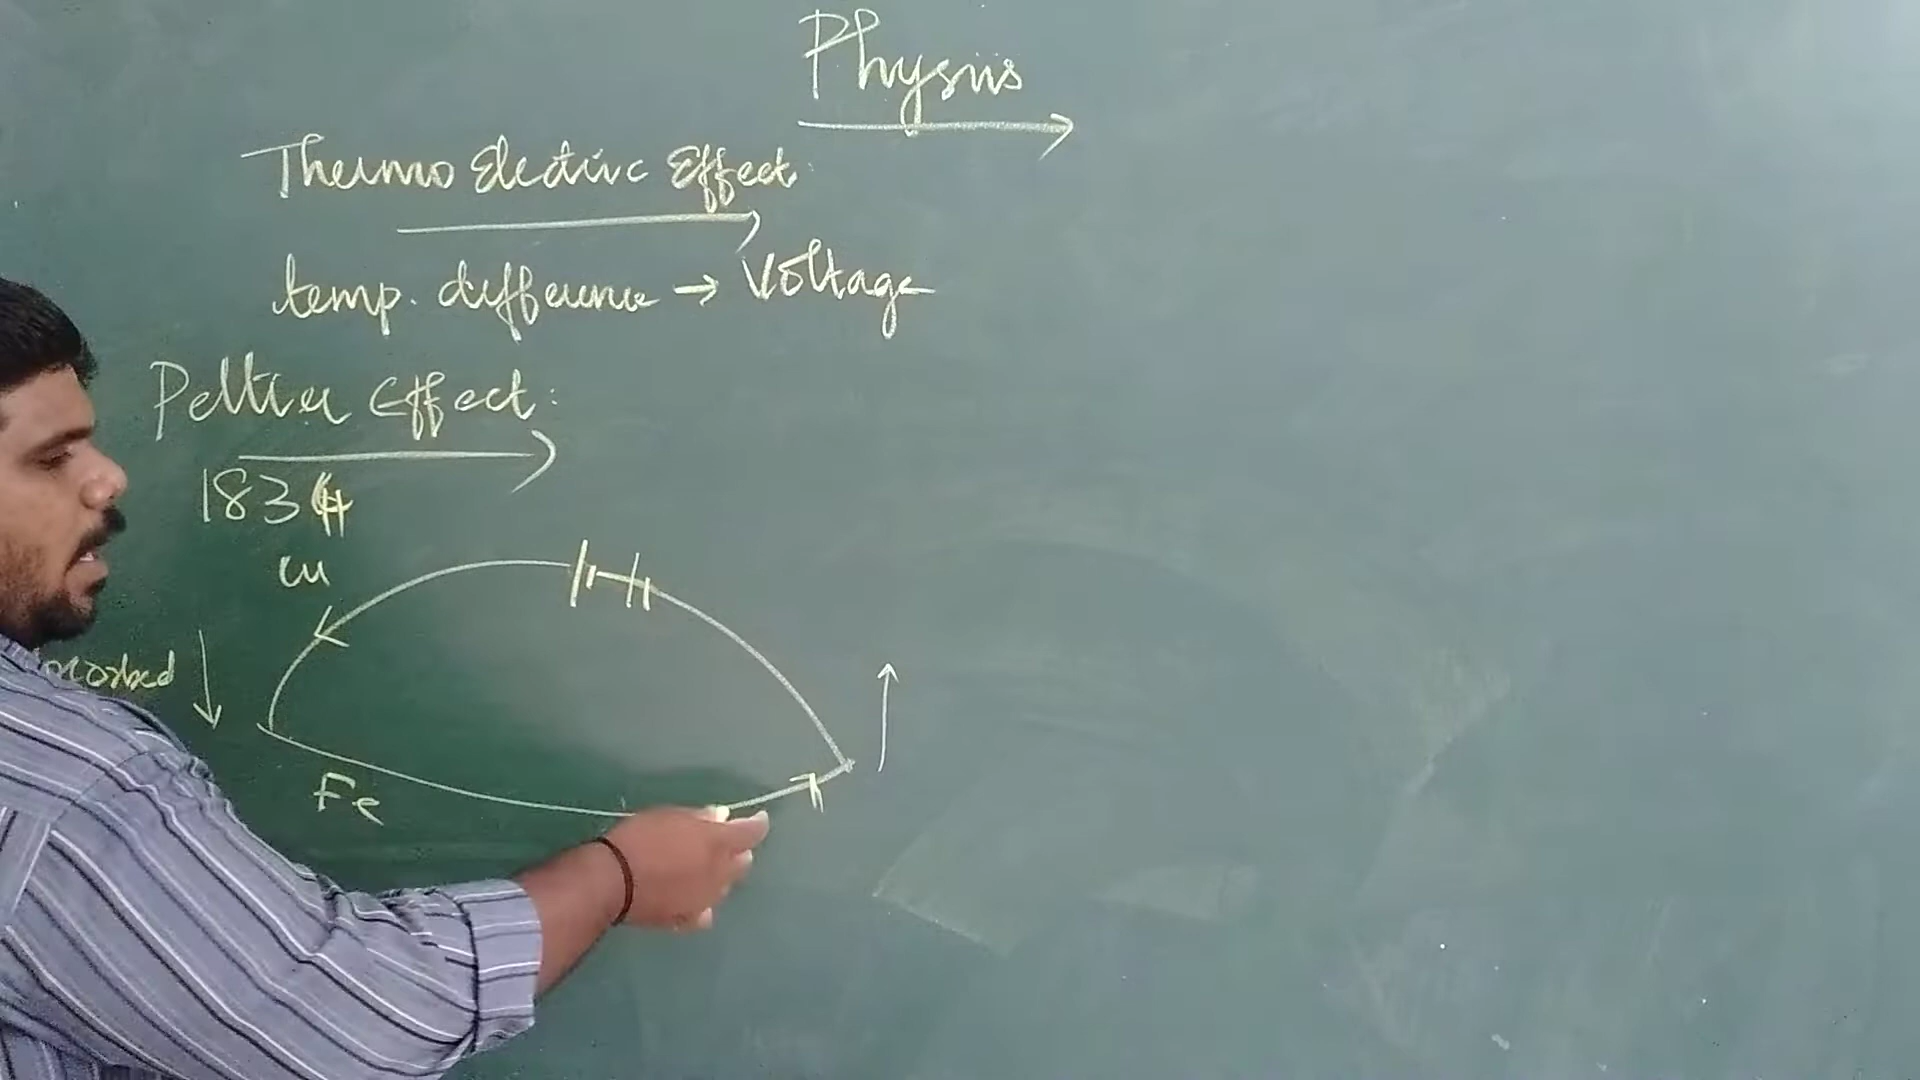 Physics
Thermo Electric Effect:
temp. difference → Voltage
Peltier Effect:
1834
Cu
Fe